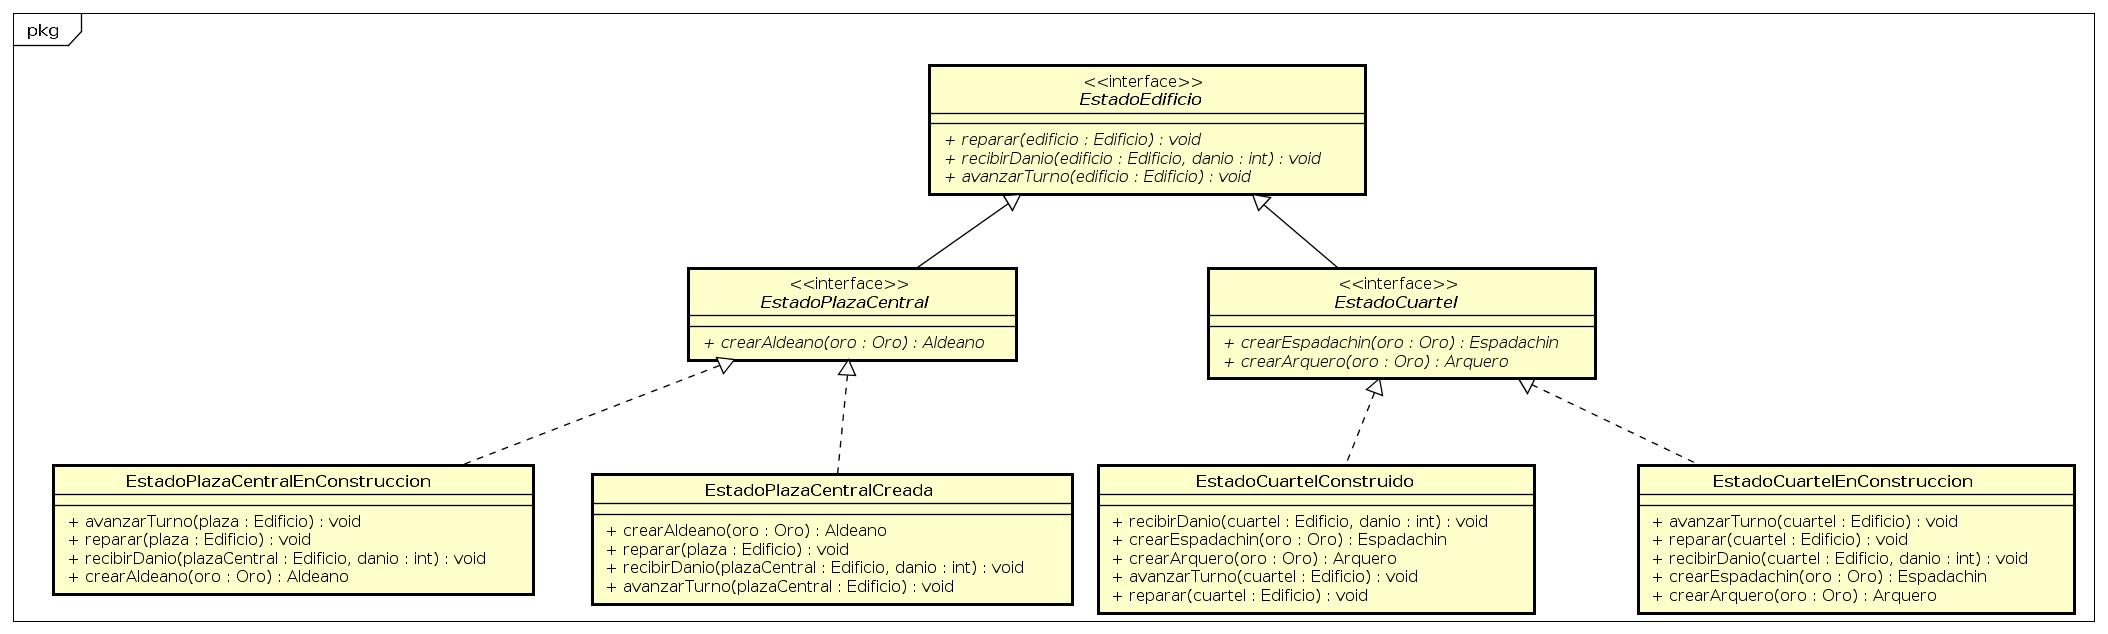 pkg
<<interface>>
EstadoEdificio
+ reparar(edificio : Edificio) : void
+ recibirDanio(edificio : Edificio, danio : int) : void
+ avanzarTurno(edificio : Edificio) : void
<<interface>>
EstadoPlazaCentral
+ crearAldeano(oro : Oro) : Aldeano
<<interface>>
EstadoCuartel
+ crearEspadachin(oro : Oro) : Espadachin
+ crearArquero(oro : Oro) : Arquero
EstadoPlazaCentralEnConstruccion
+ avanzarTurno(plaza : Edificio) : void
+ reparar(plaza : Edificio) : void
+ recibirDanio(plazaCentral : Edificio, danio : int) : void
+ crearAldeano(oro : Oro) : Aldeano
EstadoPlazaCentralCreada
+ crearAldeano(oro : Oro) : Aldeano
+ reparar(plaza : Edificio) : void
+ recibirDanio(plazaCentral : Edificio, danio : int) : void
+ avanzarTurno(plazaCentral : Edificio) : void
EstadoCuartelConstruido
+ recibirDanio(cuartel : Edificio, danio : int) : void
+ crearEspadachin(oro : Oro) : Espadachin
+ crearArquero(oro : Oro) : Arquero
+ avanzarTurno(cuartel : Edificio) : void
+ reparar(cuartel : Edificio) : void
EstadoCuartelEnConstruccion
+ avanzarTurno(cuartel : Edificio) : void
+ reparar(cuartel : Edificio) : void
+ recibirDanio(cuartel : Edificio, danio : int) : void
+ crearEspadachin(oro : Oro) : Espadachin
+ crearArquero(oro : Oro) : Arquero